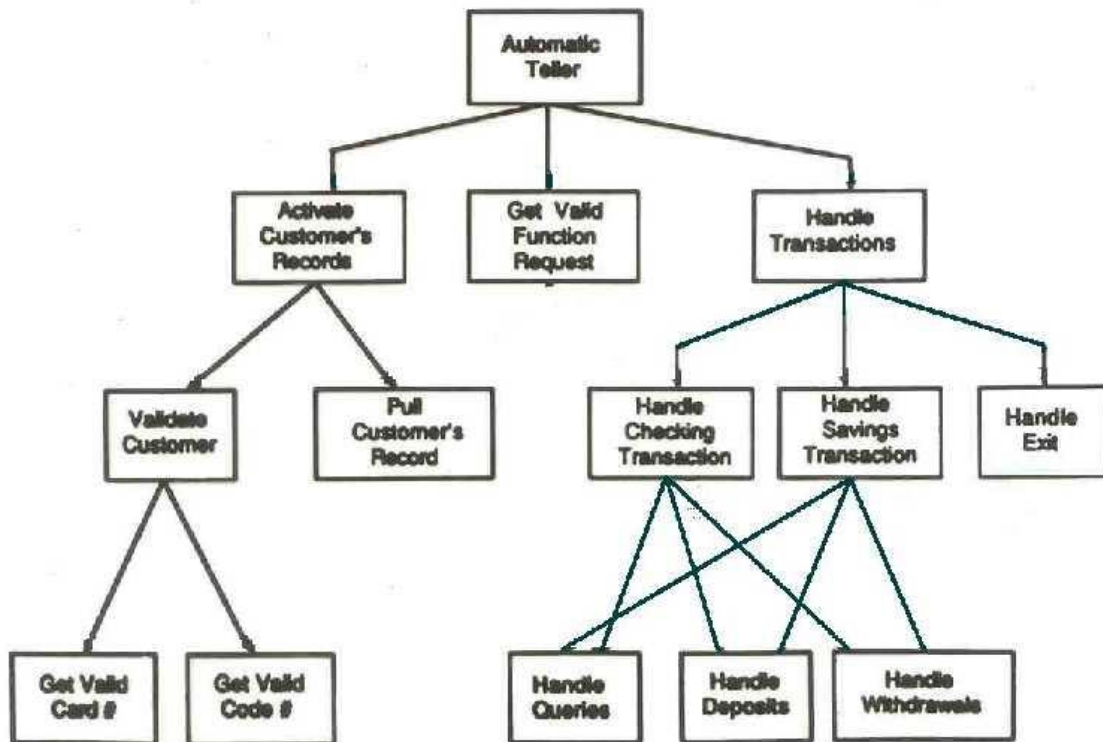 Automatic
Teller
Activate
Customer's
Records
Get Valid
Function
Request
Handle
Transactions
Validate
Customer
Pull
Customer's
Record
Handle
Checking
Transaction
Handle
Savings
Transaction
Handle
Exit
Get Valid
Card #
Get Valid
Code #
Handle
Queries
Handle
Deposits
Handle
Withdrawals